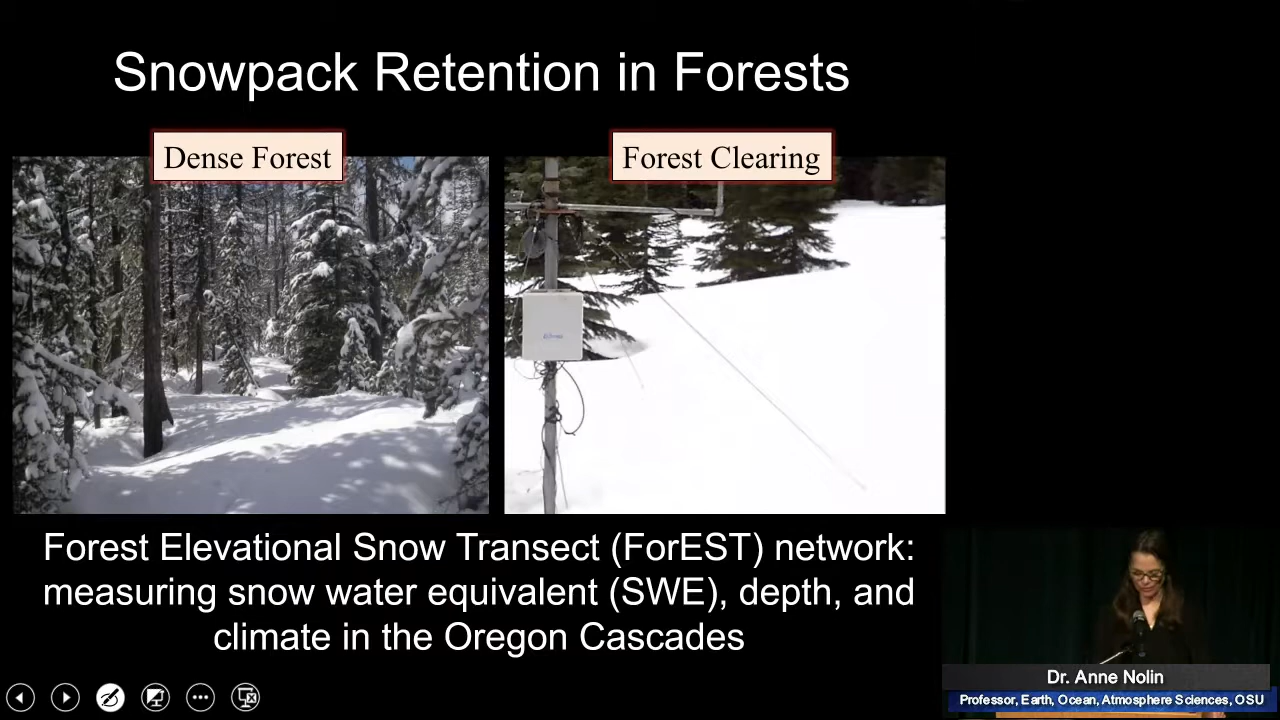 Snowpack Retention in Forests
Dense Forest
Forest Clearing
Forest Elevational Snow Transect (ForEST) network:
measuring snow water equivalent (SWE), depth, and
climate in the Oregon Cascades
Dr. Anne Nolin
Professor, Earth, Ocean, Atmosphere Sciences, OSU